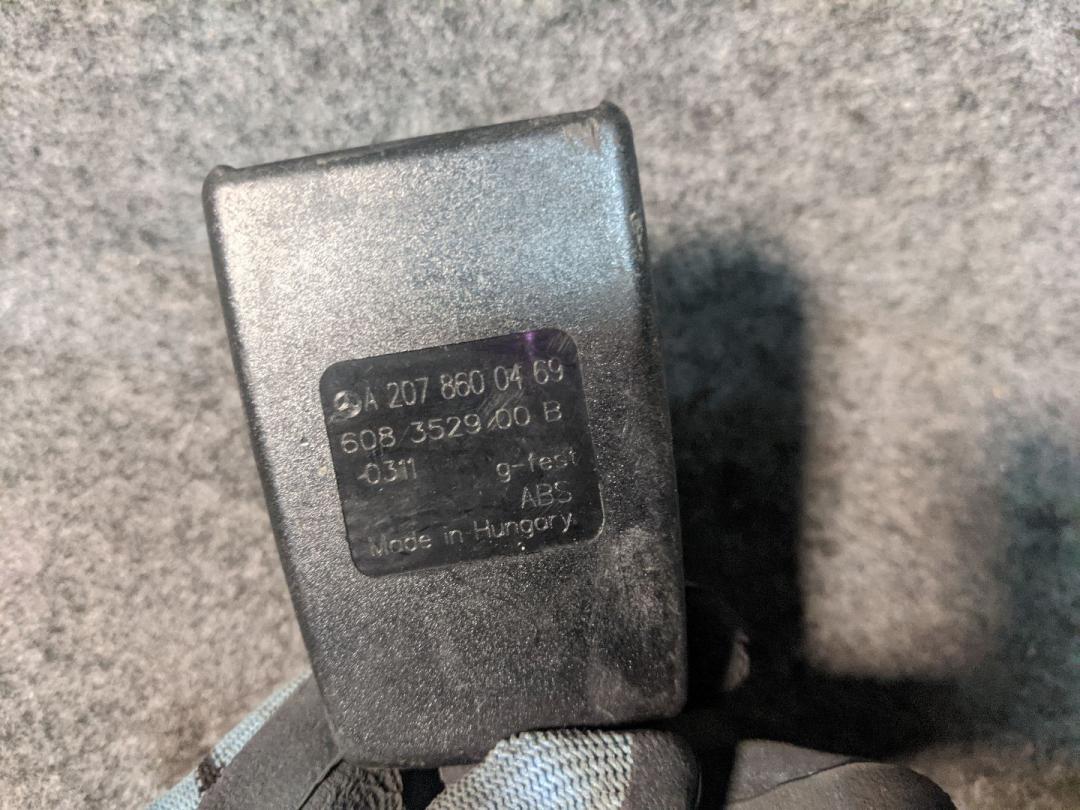 A 207 860 04 69
608/3529/00 B
-0311 g-fest
ABS
Made in Hungary